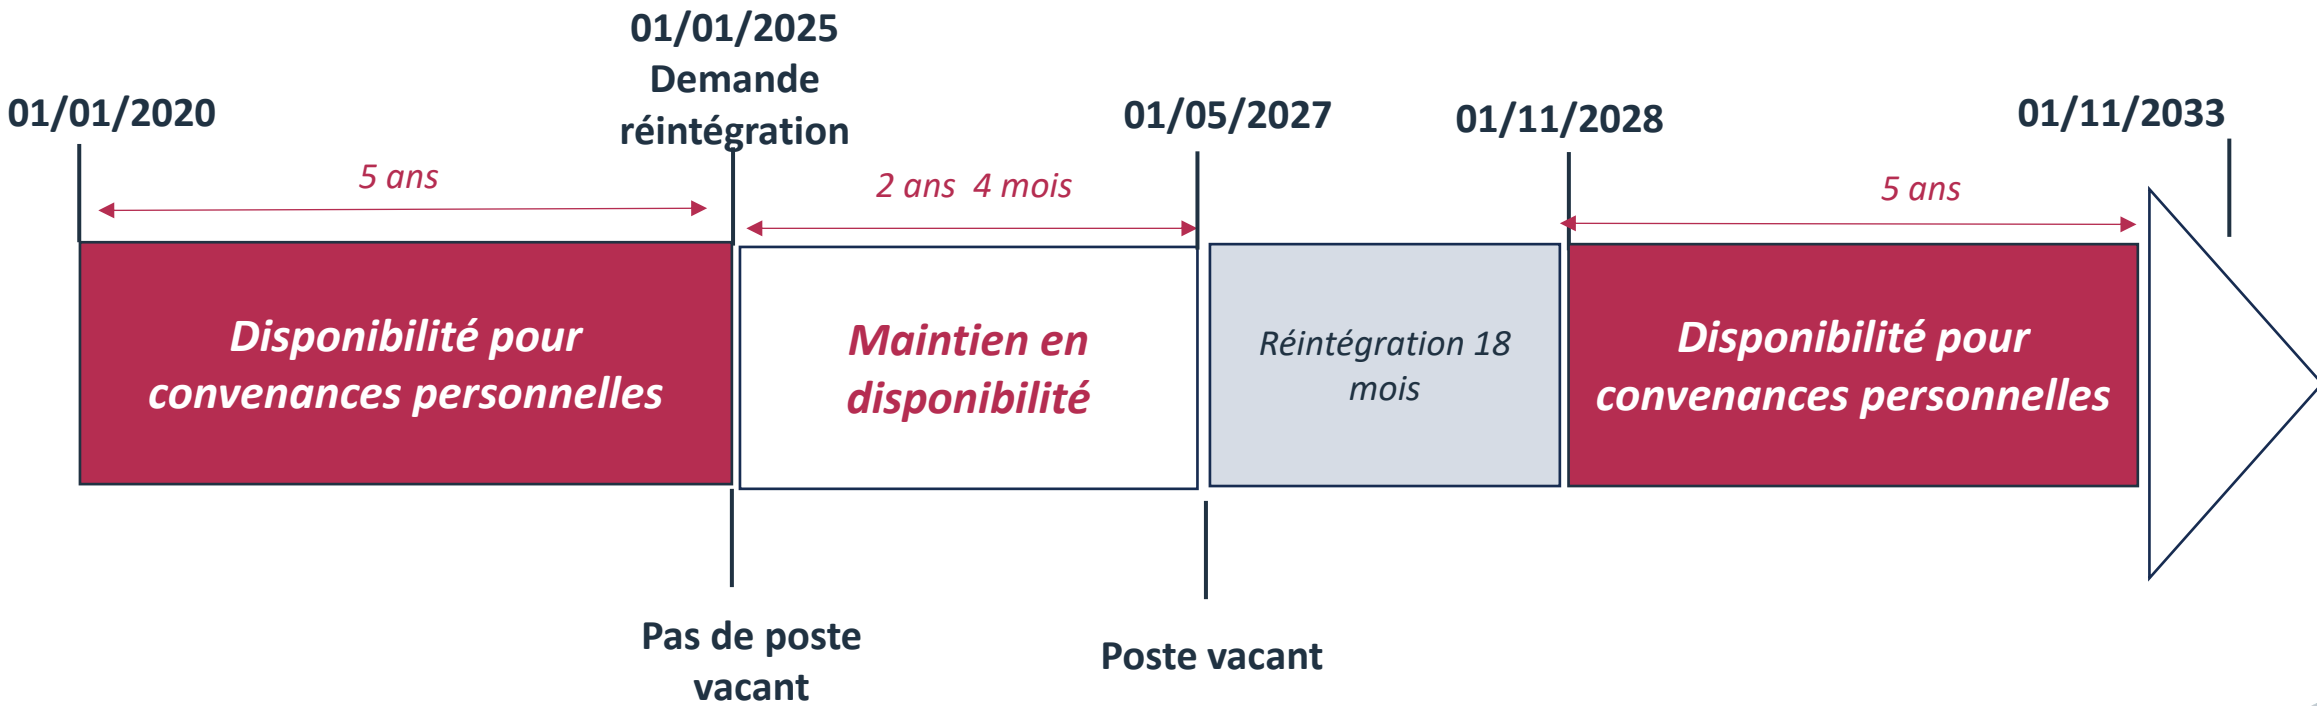 01/01/2020
01/01/2025
Demande
réintégration
01/05/2027
01/11/2028
01/11/2033
5 ans
2 ans  4 mois
5 ans
Disponibilité pour
convenances personnelles
Maintien en
disponibilité
Réintégration 18
mois
Disponibilité pour
convenances personnelles
Pas de poste
vacant
Poste vacant